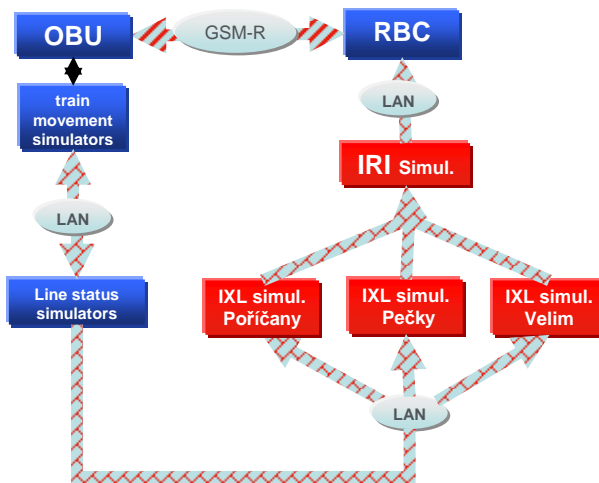 OBU
GSM-R
RBC
train
movement
simulators
LAN
IRI Simul.
LAN
Line status
simulators
IXL simul.
Poříčany
IXL simul.
Pečky
IXL simul.
Velim
LAN